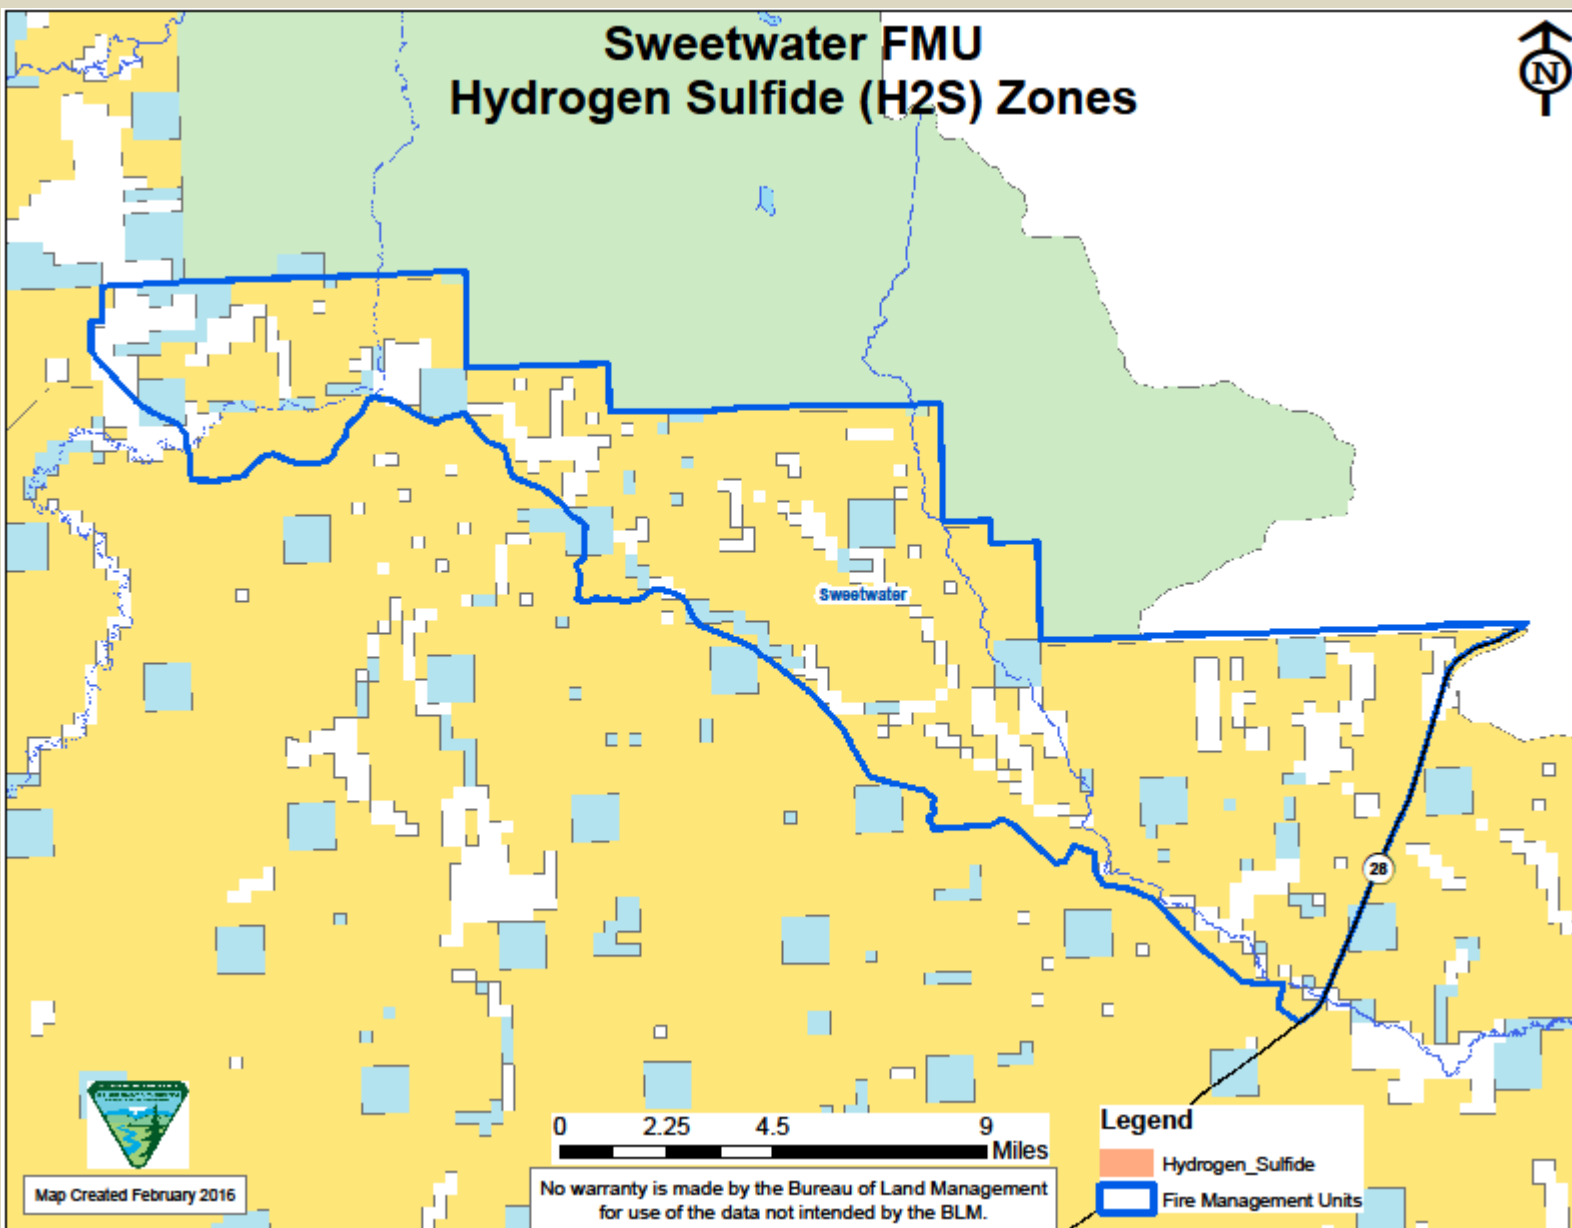 Sweetwater FMU
Hydrogen Sulfide (H2S) Zones
N
Sweetwater
28
0 2.25 4.5 9
Miles
Legend
Hydrogen_Sulfide
Fire Management Units
Map Created February 2016
No warranty is made by the Bureau of Land Management
for use of the data not intended by the BLM.